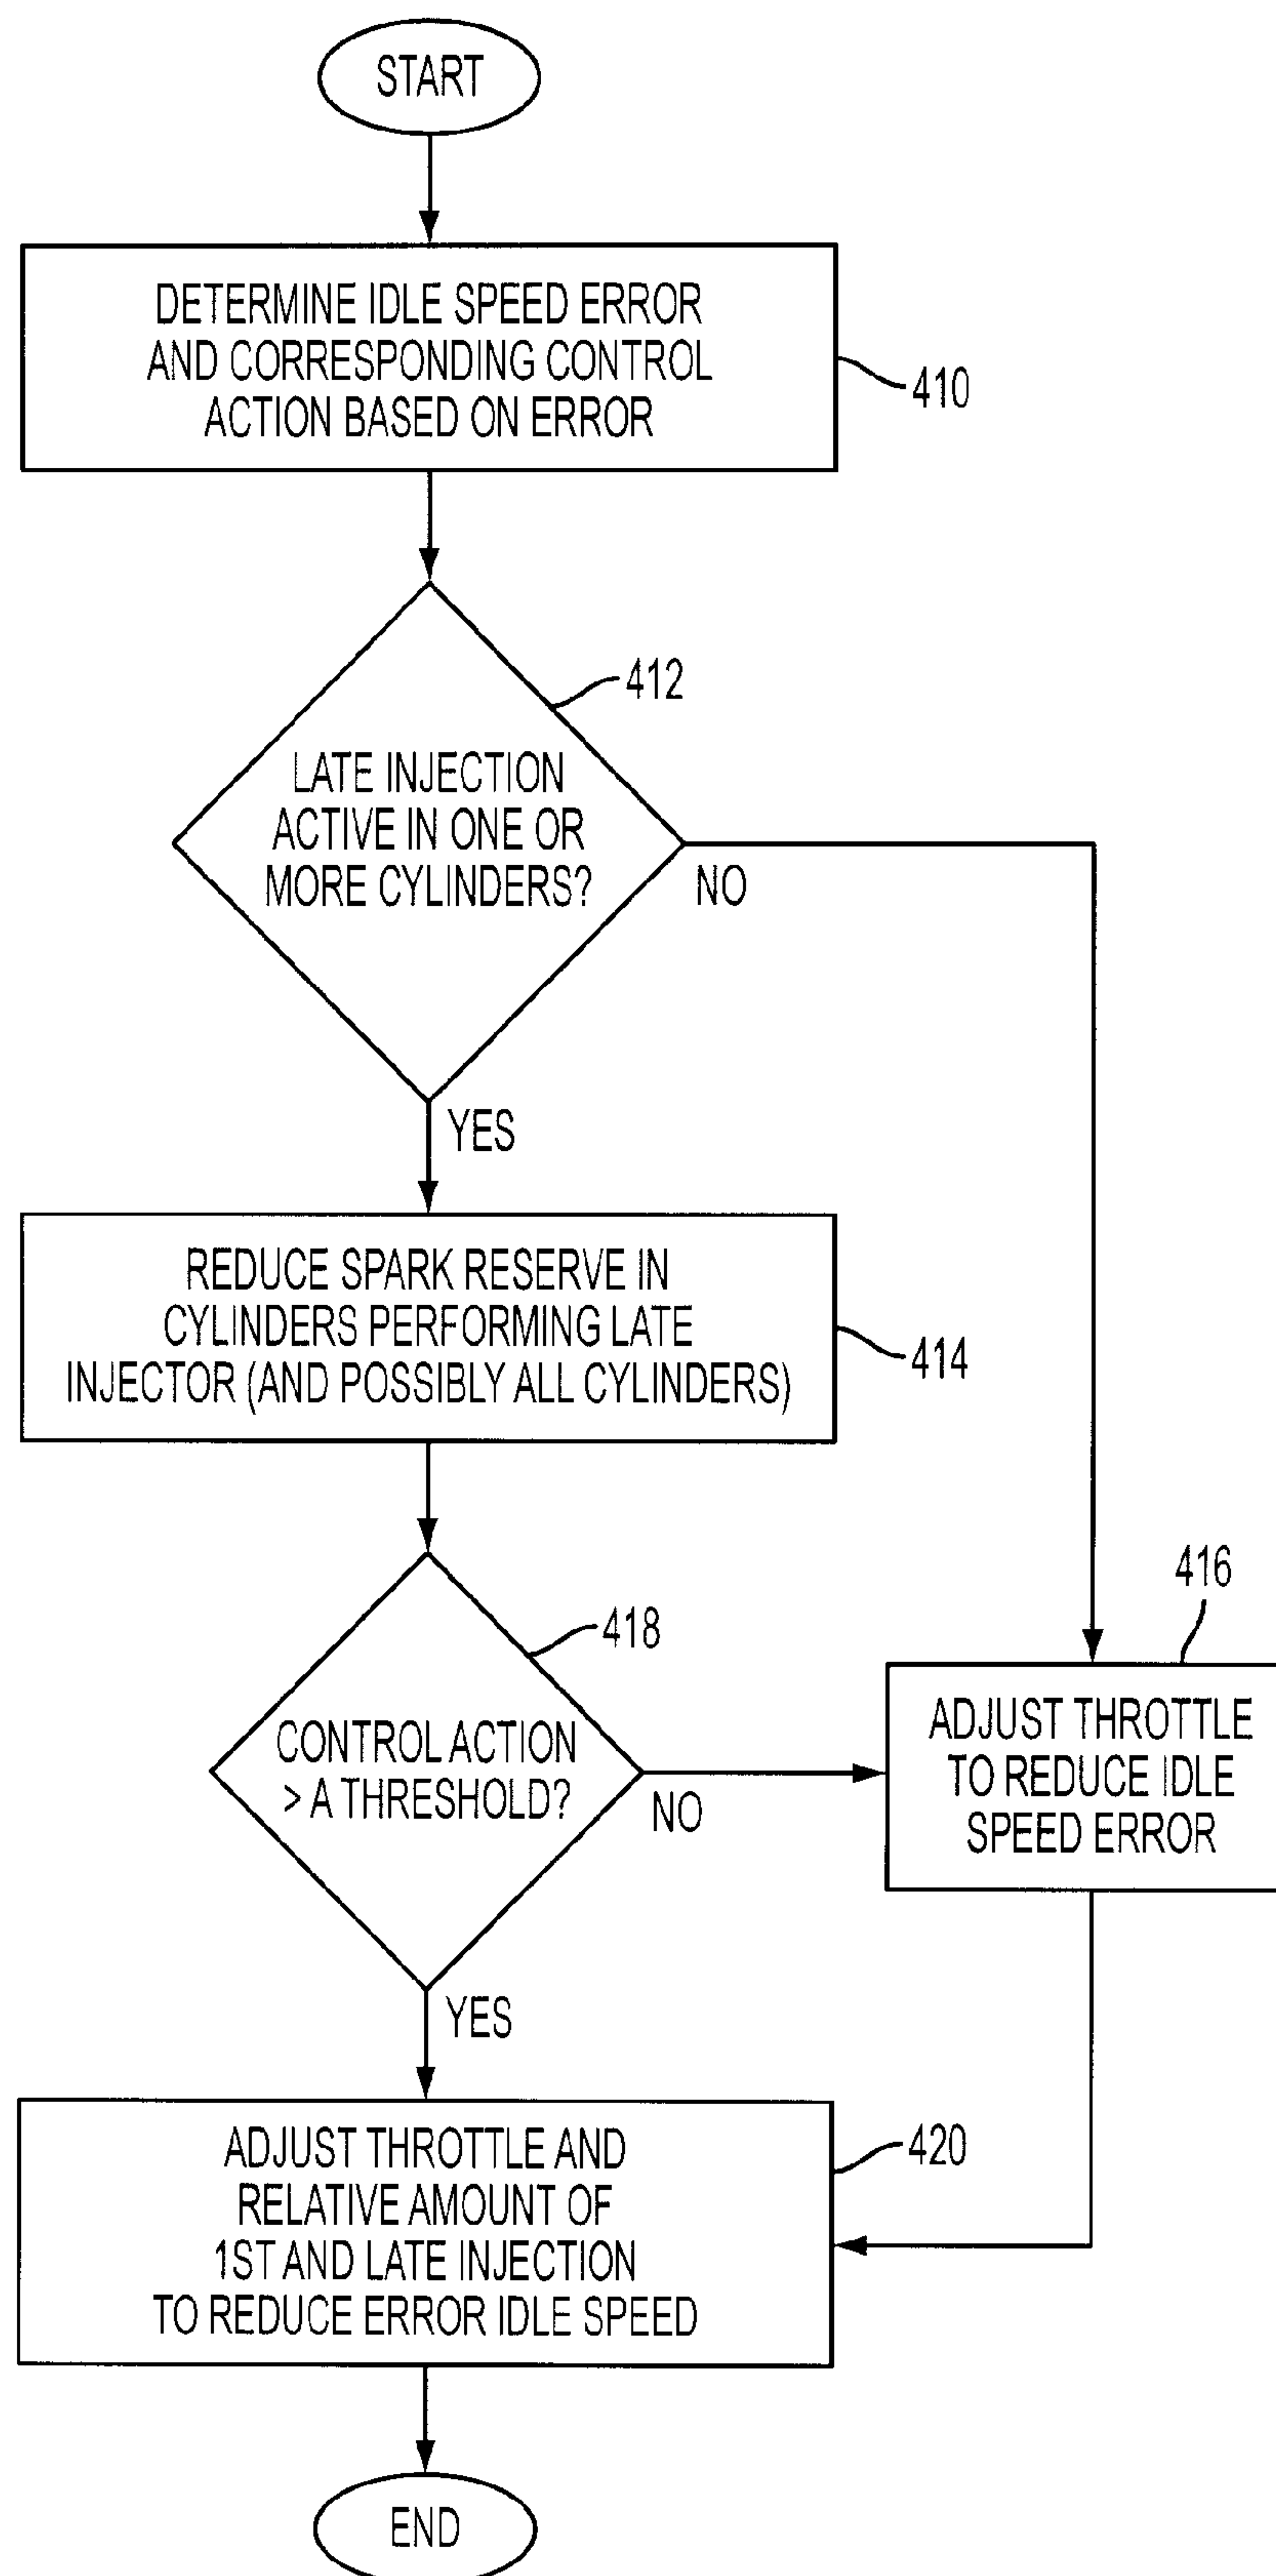 START
DETERMINE IDLE SPEED ERROR
AND CORRESPONDING CONTROL
ACTION BASED ON ERROR
410
412
LATE INJECTION
ACTIVE IN ONE OR
MORE CYLINDERS?
NO
YES
REDUCE SPARK RESERVE IN
CYLINDERS PERFORMING LATE
INJECTOR (AND POSSIBLY ALL CYLINDERS)
414
416
418
CONTROL ACTION
> A THRESHOLD?
NO
ADJUST THROTTLE
TO REDUCE IDLE
SPEED ERROR
YES
ADJUST THROTTLE AND
RELATIVE AMOUNT OF
1ST AND LATE INJECTION
TO REDUCE ERROR IDLE SPEED
420
END